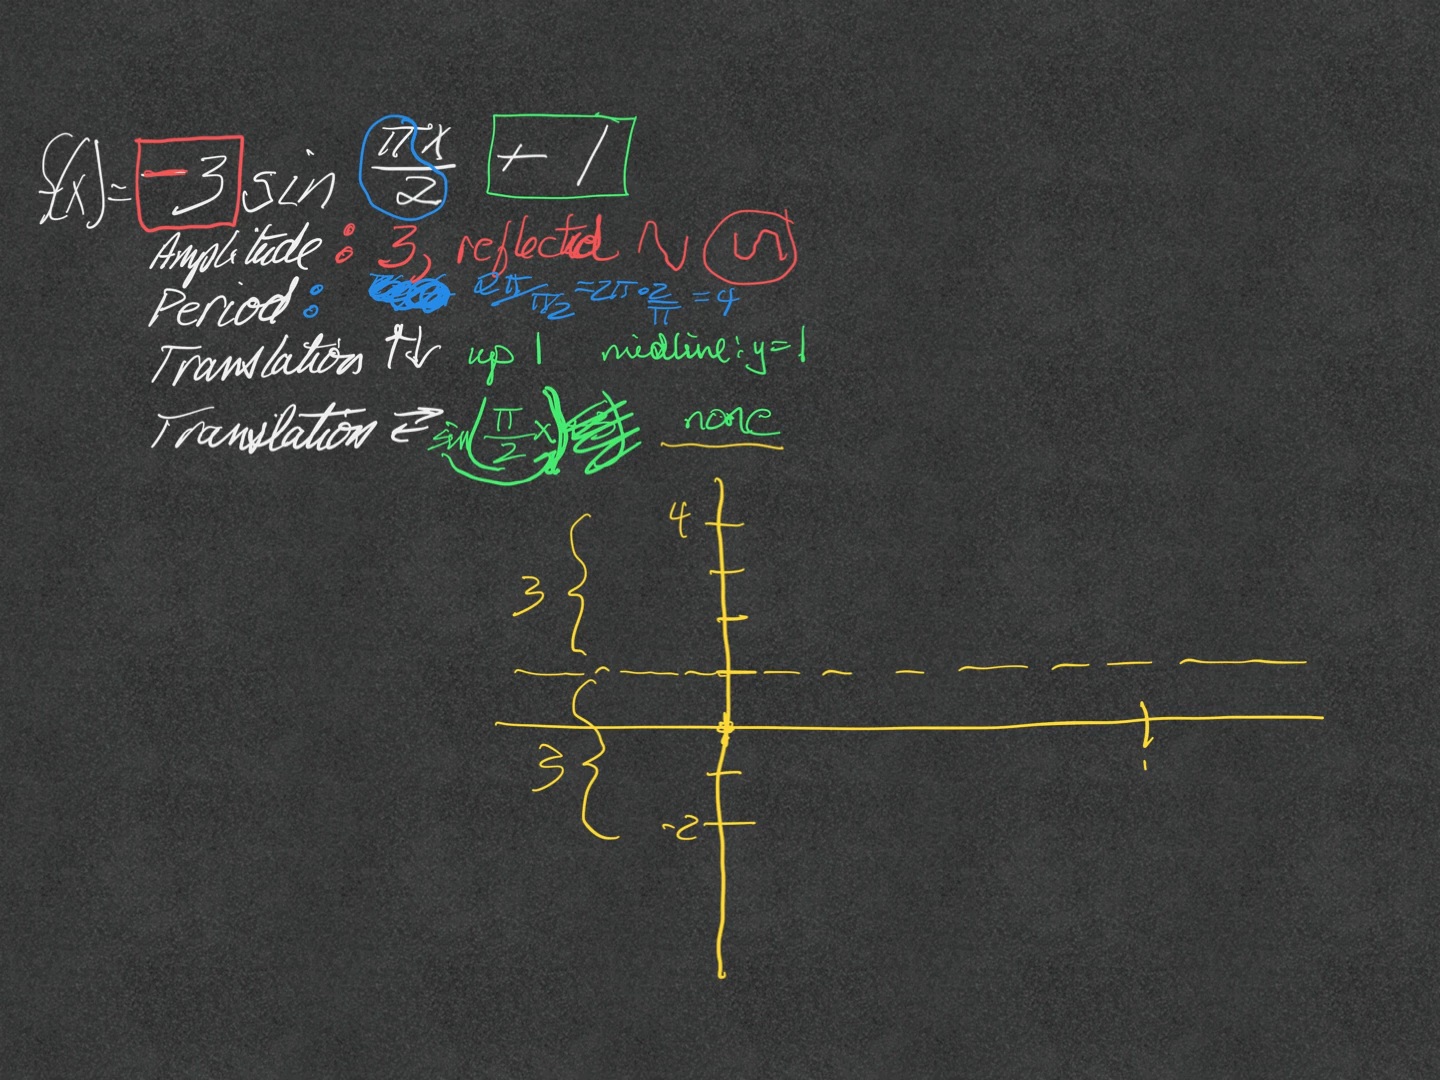 f(x) = -3 sin πx/2 + 1
Amplitude: 3, reflected
Period: 2π/π/2 = 2π · 2/π = 4
Translation ↑↓ up 1 midline: y = 1
Translation ⇄ sin(π/2 x) none
4
3
3
-2